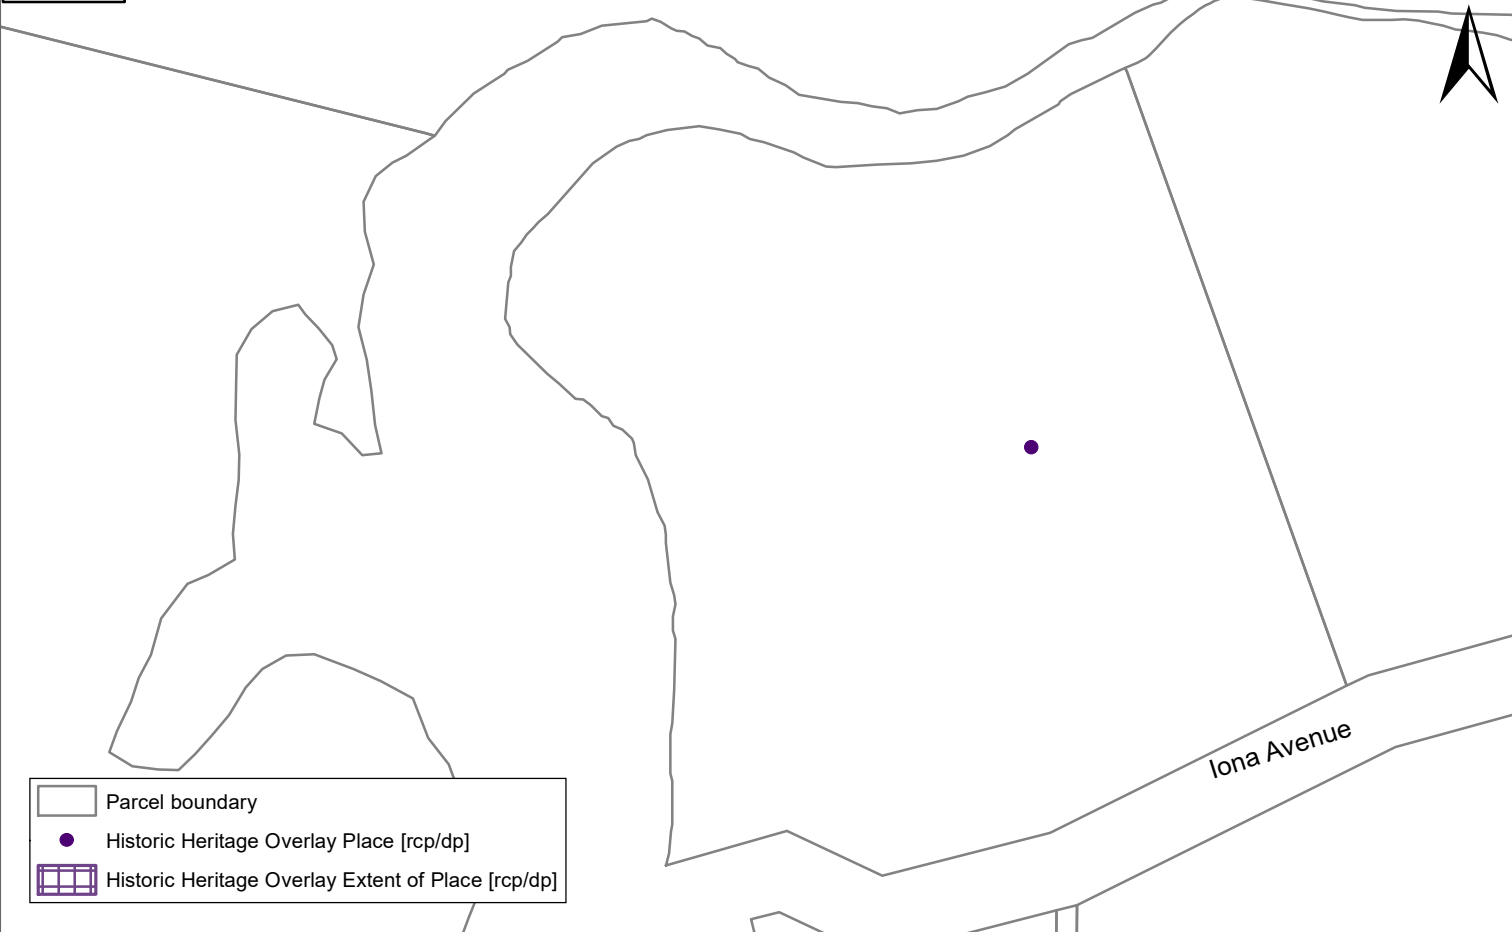 Iona Avenue
Parcel boundary
Historic Heritage Overlay Place [rcp/dp]
Historic Heritage Overlay Extent of Place [rcp/dp]